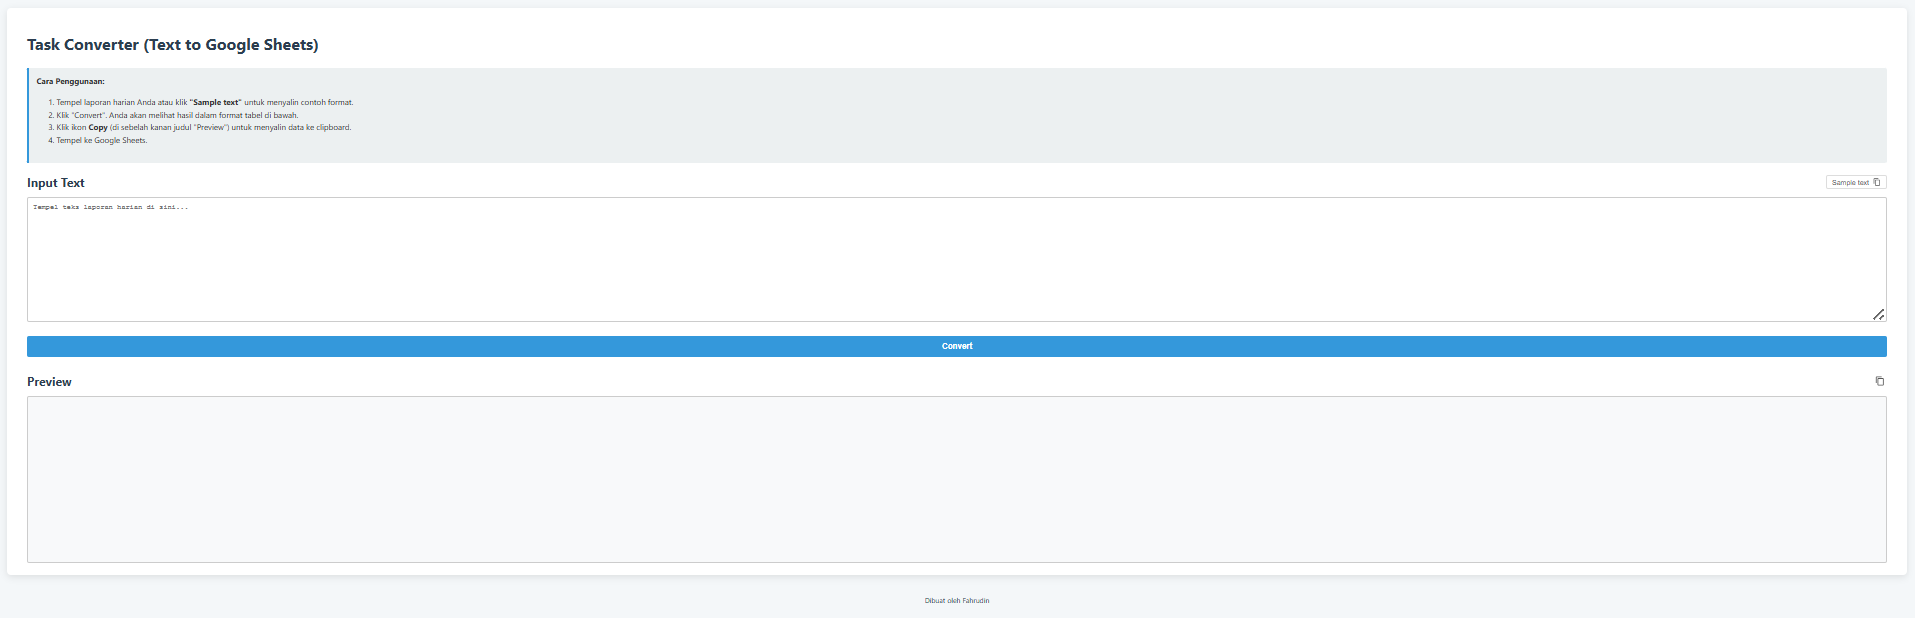 Task Converter (Text to Google Sheets)
Cara Penggunaan:
1. Tempel laporan harian Anda atau klik "Sample text" untuk menyalin contoh format.
2. Klik "Convert". Anda akan melihat hasil dalam format tabel di bawah.
3. Klik ikon Copy (di sebelah kanan judul "Preview") untuk menyalin data ke clipboard.
4. Tempel ke Google Sheets.
Input Text
Sample text
Tempel teks laporan harian di sini...
Convert
Preview
Dibuat oleh Fahrudin